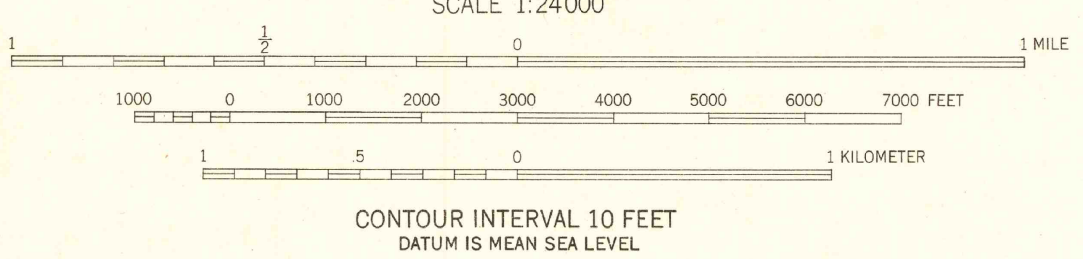 SCALE 1:24000
1 1/2 0 1 MILE
1000 0 1000 2000 3000 4000 5000 6000 7000 FEET
1 .5 0 1 KILOMETER
CONTOUR INTERVAL 10 FEET
DATUM IS MEAN SEA LEVEL